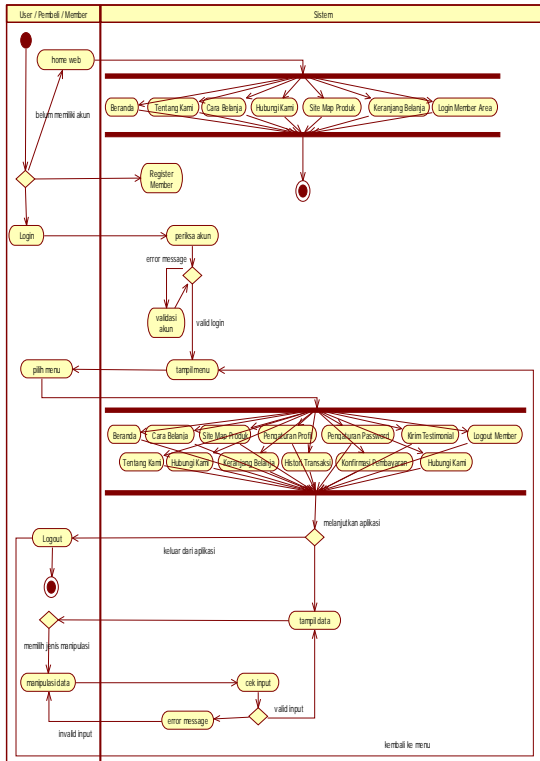 User / Pembeli / Member
Sistem
home web
Beranda
Tentang Kami
Cara Belanja
Hubungi Kami
Site Map Produk
Keranjang Belanja
Login Member Area
belum memiliki akun
Register
Member
Login
periksa akun
error message
validasi
akun
valid login
pilih menu
tampil menu
Beranda
Cara Belanja
Site Map Produk
Pengaturan Profil
Pengaturan Password
Kirim Testimonial
Logout Member
Tentang Kami
Hubungi Kami
Keranjang Belanja
Histori Transaksi
Konfirmasi Pembayaran
Hubungi Kami
melanjutkan aplikasi
Logout
keluar dari aplikasi
tampil data
memilih jenis manipulasi
manipulasi data
cek input
valid input
error message
invalid input
kembali ke menu